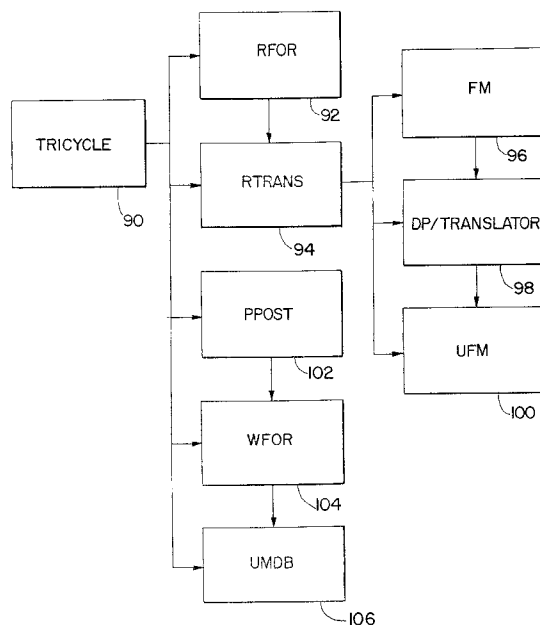 RFOR
92
FM
96
TRICYCLE
90
RTRANS
94
DP/TRANSLATOR
98
PPOST
102
UFM
100
WFOR
104
UMDB
106